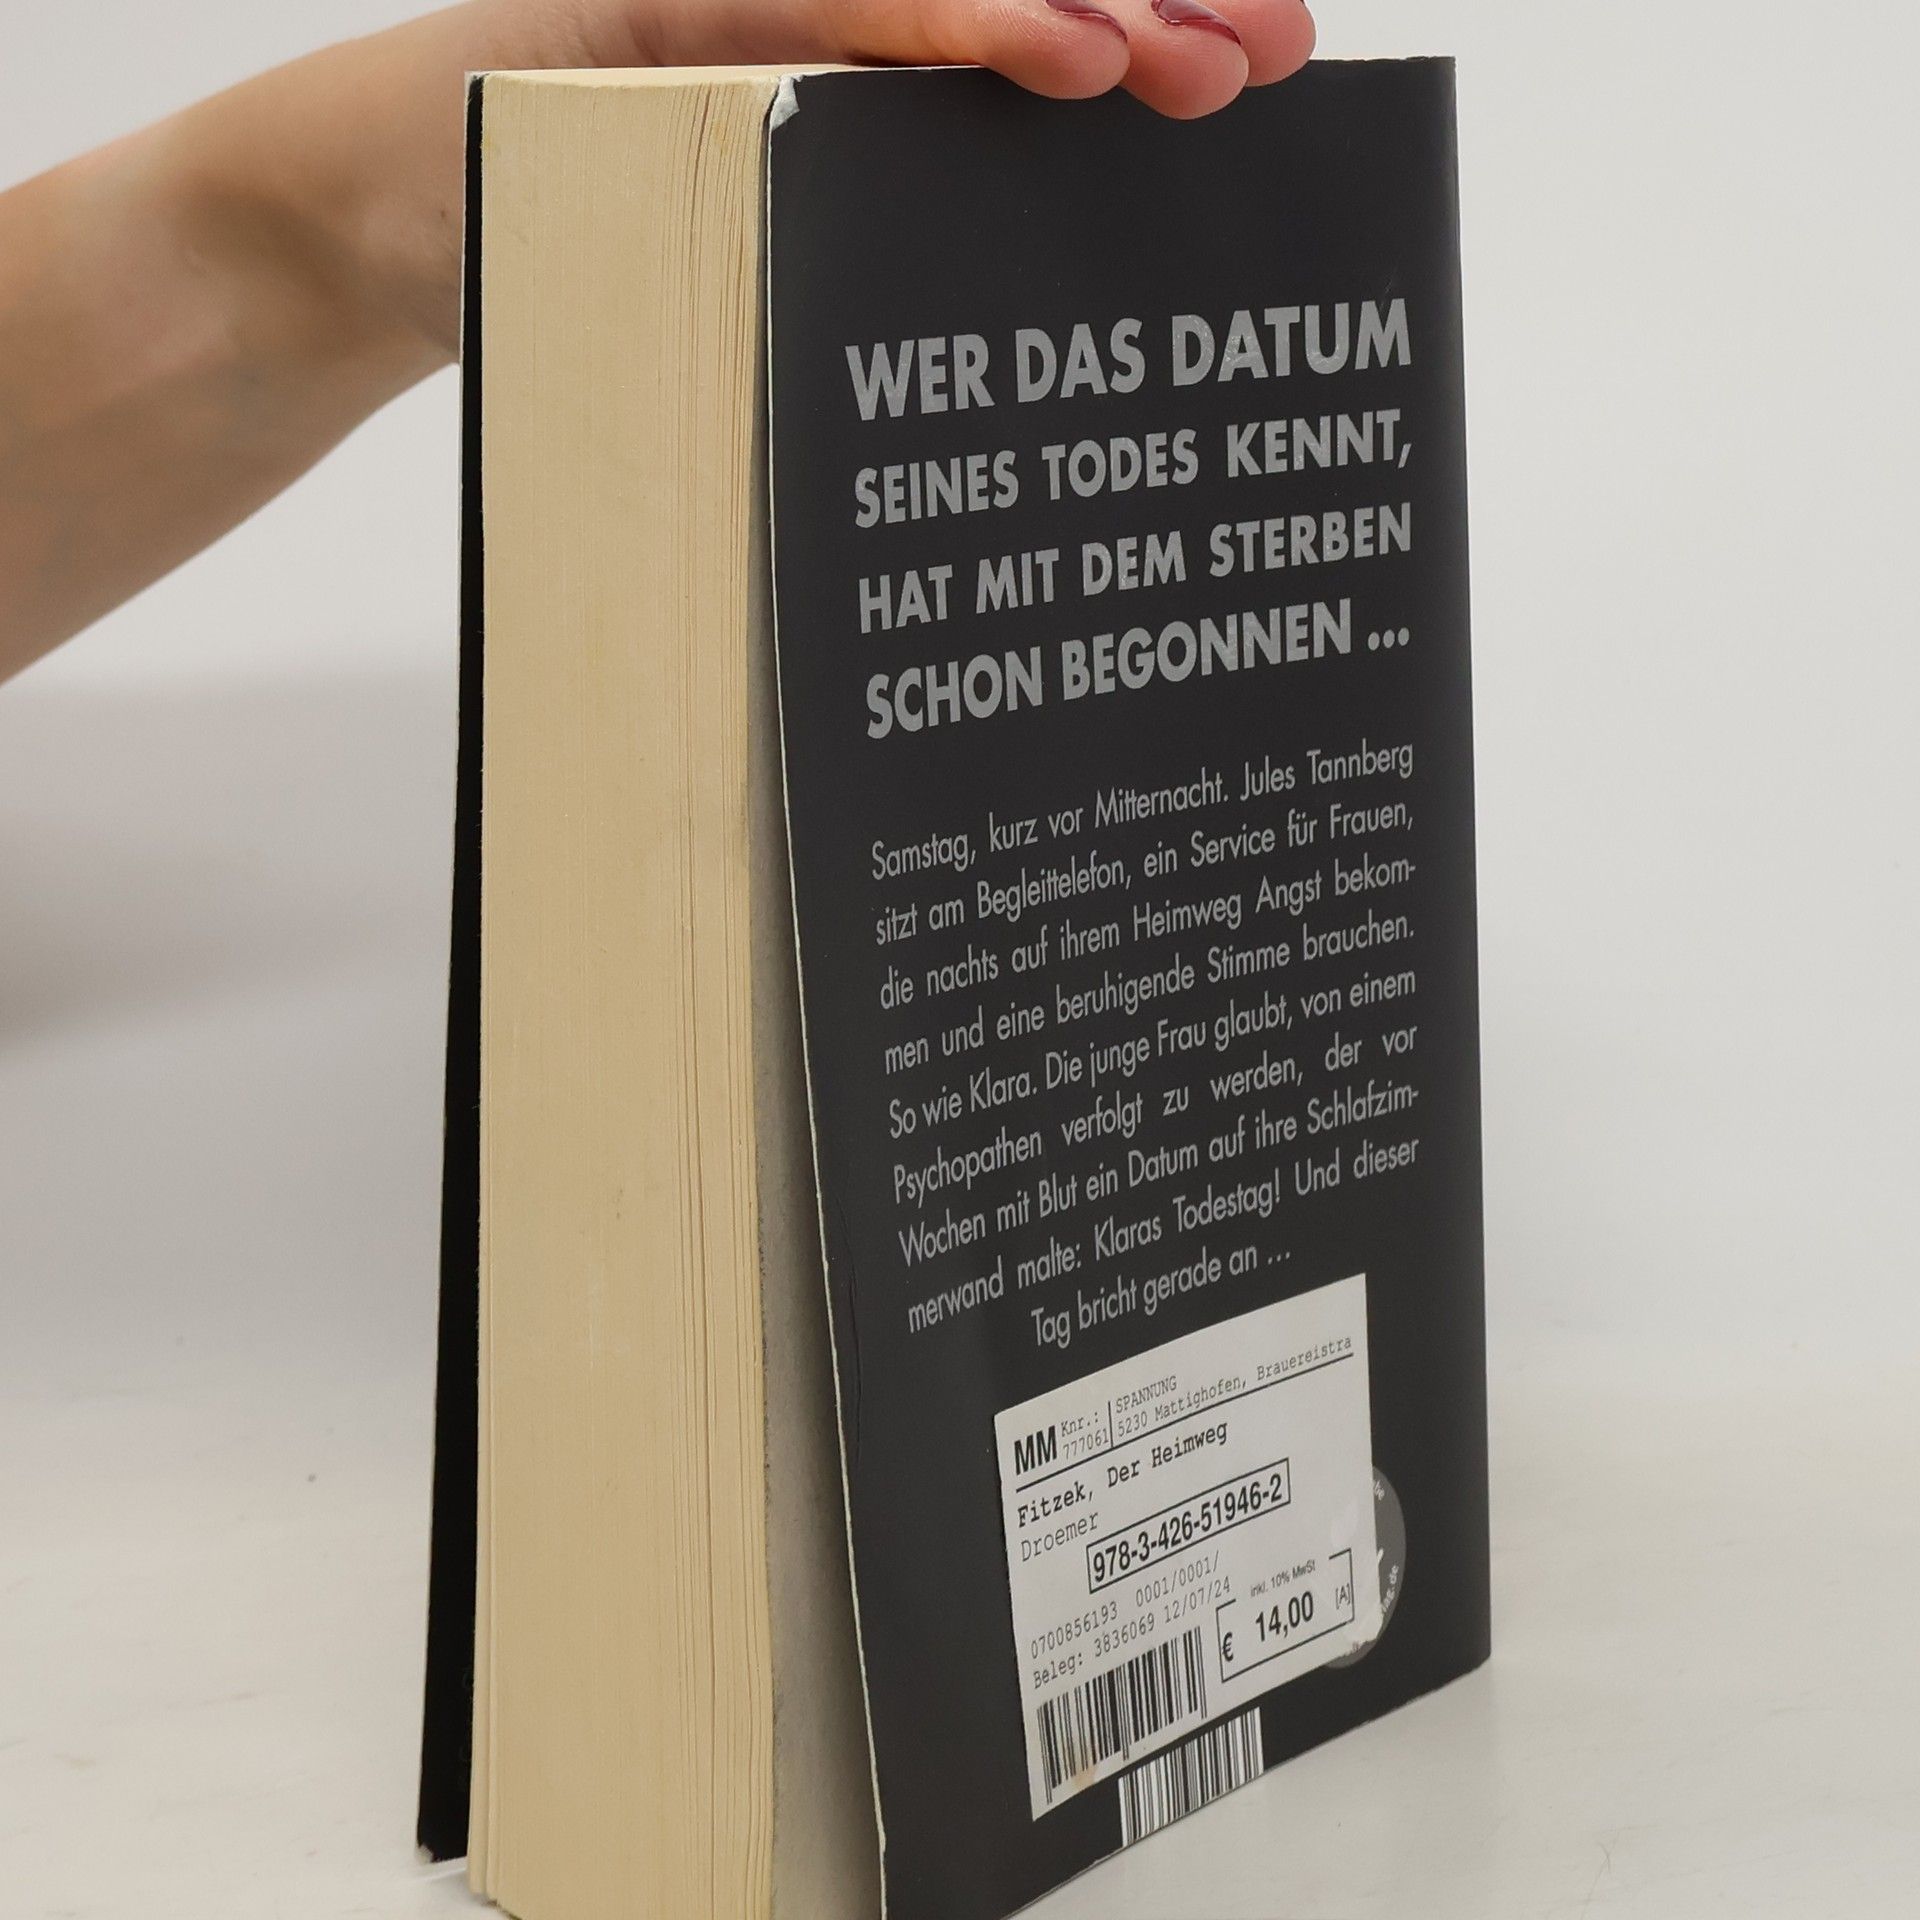 WER DAS DATUM
SEINES TODES KENNT,
HAT MIT DEM STERBEN
SCHON BEGONNEN ...
Samstag, kurz vor Mitternacht. Jules Tannberg
sitzt am Begleittelefon, ein Service für Frauen,
die nachts auf ihrem Heimweg Angst bekom-
men und eine beruhigende Stimme brauchen.
So wie Klara. Die junge Frau glaubt, von einem
Psychopathen verfolgt zu werden, der vor
Wochen mit Blut ein Datum auf ihre Schlafzim-
merwand malte: Klaras Todestag! Und dieser
Tag bricht gerade an ...
MM Knr.: 777061
SPANNUNG
5230 Mattighofen, Brauereistra
Fitzek, Der Heimweg
Droemer
978-3-426-51946-2
0700856193 0001/0001/
Beleg: 3836069 12/07/24
inkl. 10% MwSt
€ 14,00 [A]